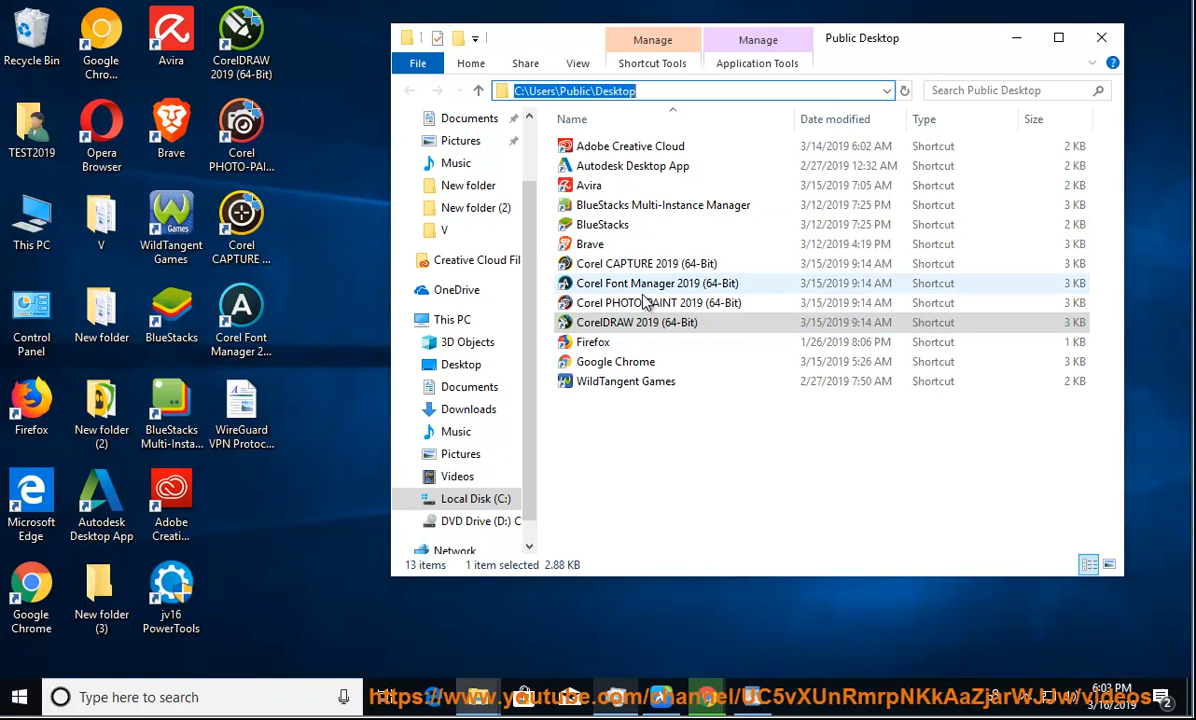 Recycle Bin
Google Chro...
Avira
CorelDRAW 2019 (64-Bit)
TEST2019
Opera Browser
Brave
Corel PHOTO-PAI...
This PC
V
WildTangent Games
Corel CAPTURE ...
Control Panel
New folder
BlueStacks
Corel Font Manager 2...
Firefox
New folder (2)
BlueStacks Multi-Insta...
WireGuard VPN Protoc...
Microsoft Edge
Autodesk Desktop App
Adobe Creati...
Google Chrome
New folder (3)
jv16 PowerTools
Manage
Manage
Public Desktop
File
Home
Share
View
Shortcut Tools
Application Tools
C:\Users\Public\Desktop
Search Public Desktop
Documents
Pictures
Music
New folder
New folder (2)
V
Creative Cloud Fil
OneDrive
This PC
3D Objects
Desktop
Documents
Downloads
Music
Pictures
Videos
Local Disk (C:)
DVD Drive (D:) C
Network
Name Date modified Type Size
Adobe Creative Cloud 3/14/2019 6:02 AM Shortcut 2 KB
Autodesk Desktop App 2/27/2019 12:32 AM Shortcut 2 KB
Avira 3/15/2019 7:05 AM Shortcut 2 KB
BlueStacks Multi-Instance Manager 3/12/2019 7:25 PM Shortcut 2 KB
BlueStacks 3/12/2019 7:25 PM Shortcut 2 KB
Brave 3/12/2019 4:19 PM Shortcut 3 KB
Corel CAPTURE 2019 (64-Bit) 3/15/2019 9:14 AM Shortcut 3 KB
Corel Font Manager 2019 (64-Bit) 3/15/2019 9:14 AM Shortcut 3 KB
Corel PHOTO-PAINT 2019 (64-Bit) 3/15/2019 9:14 AM Shortcut 3 KB
CorelDRAW 2019 (64-Bit) 3/15/2019 9:14 AM Shortcut 3 KB
Firefox 1/26/2019 8:06 PM Shortcut 1 KB
Google Chrome 3/15/2019 5:26 AM Shortcut 3 KB
WildTangent Games 2/27/2019 7:50 AM Shortcut 2 KB
13 items 1 item selected 2.88 KB
Type here to search
6:03 PM
3/16/2019
2